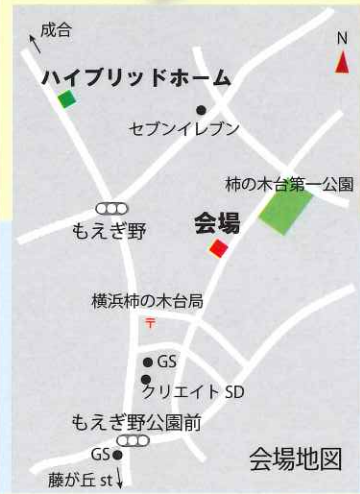 成合
N
ハイブリッドホーム
セブンイレブン
柿の木台第一公園
もえぎ野
会場
横浜柿の木台局
〒
GS
クリエイト SD
もえぎ野公園前
GS
会場地図
藤が丘 st